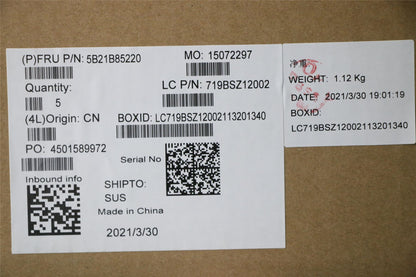 (P)FRU P/N: 5B21B85220
MO: 15072297
Quantity:
5
LC P/N: 719BSZ12002
(4L)Origin: CN
BOXID: LC719BSZ12002113201340
PO: 4501589972
Serial No
Inbound info
SHIPTO:
SUS
Made in China
2021/3/30
净重
WEIGHT: 1.12 Kg
DATE: 2021/3/30 19:01:19
BOXID:
LC719BSZ12002113201340